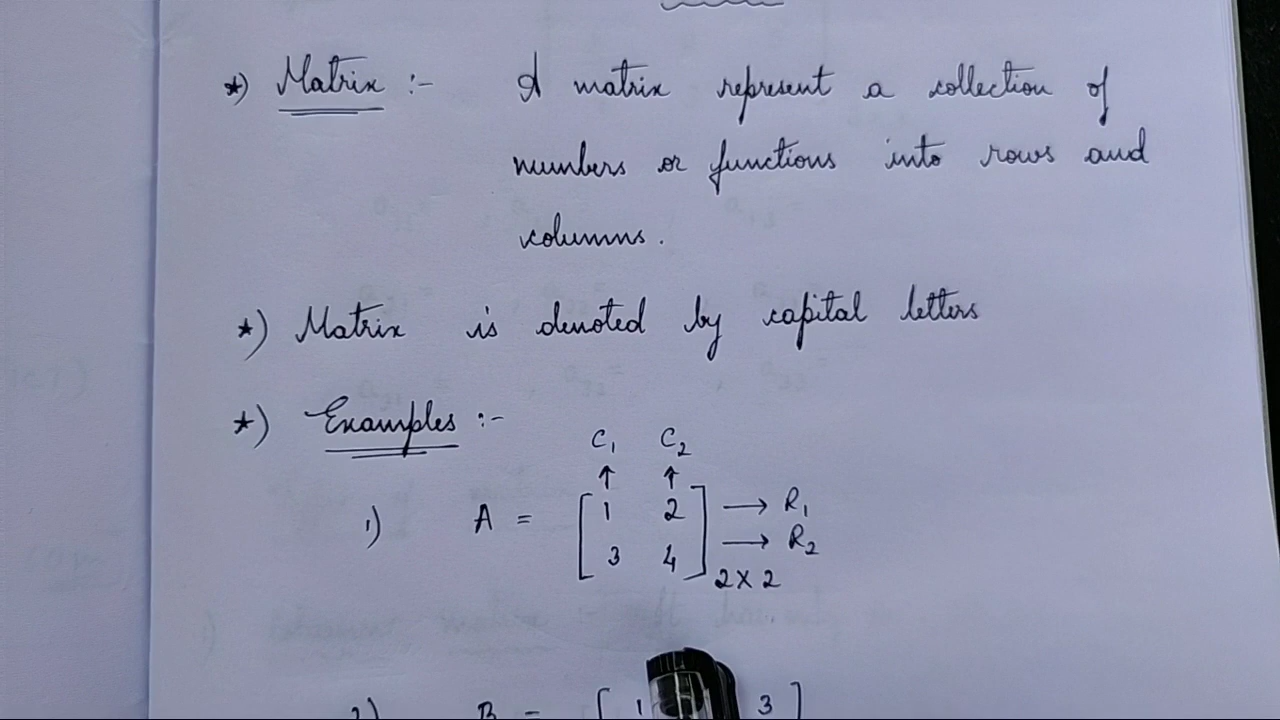 *) Matrix :- A matrix represent a collection of
numbers or functions into rows and
columns.
*) Matrix is denoted by capital letters
*) Examples :-
C₁ C₂
↑ ↑
1) A = [1 2] → R₁
[3 4] → R₂
2×2
2) B = [1 3]